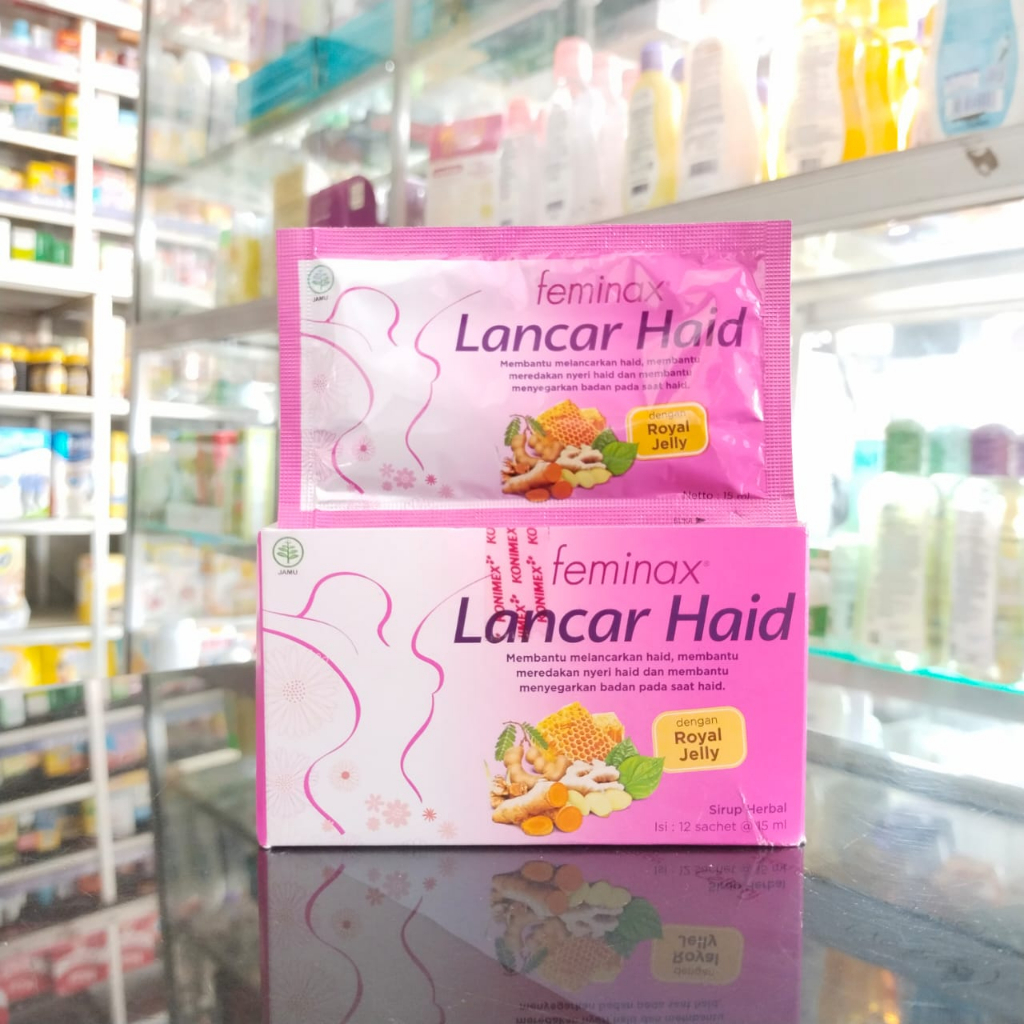 JAMU
feminax
Lancar Haid
Membantu melancarkan haid, membantu
meredakan nyeri haid dan membantu
menyegarkan badan pada saat haid.
dengan
Royal
Jelly
Netto : 15 ml
JAMU
KONIMEX
KONIMEX
KONIMEX
feminax®
Lancar Haid
Membantu melancarkan haid, membantu
meredakan nyeri haid dan membantu
menyegarkan badan pada saat haid.
dengan
Royal
Jelly
Sirup Herbal
Isi : 12 sachet @ 15 ml